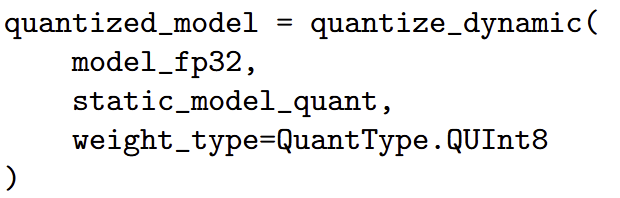 quantized_model = quantize_dynamic(
    model_fp32,
    static_model_quant,
    weight_type=QuantType.QUInt8
)